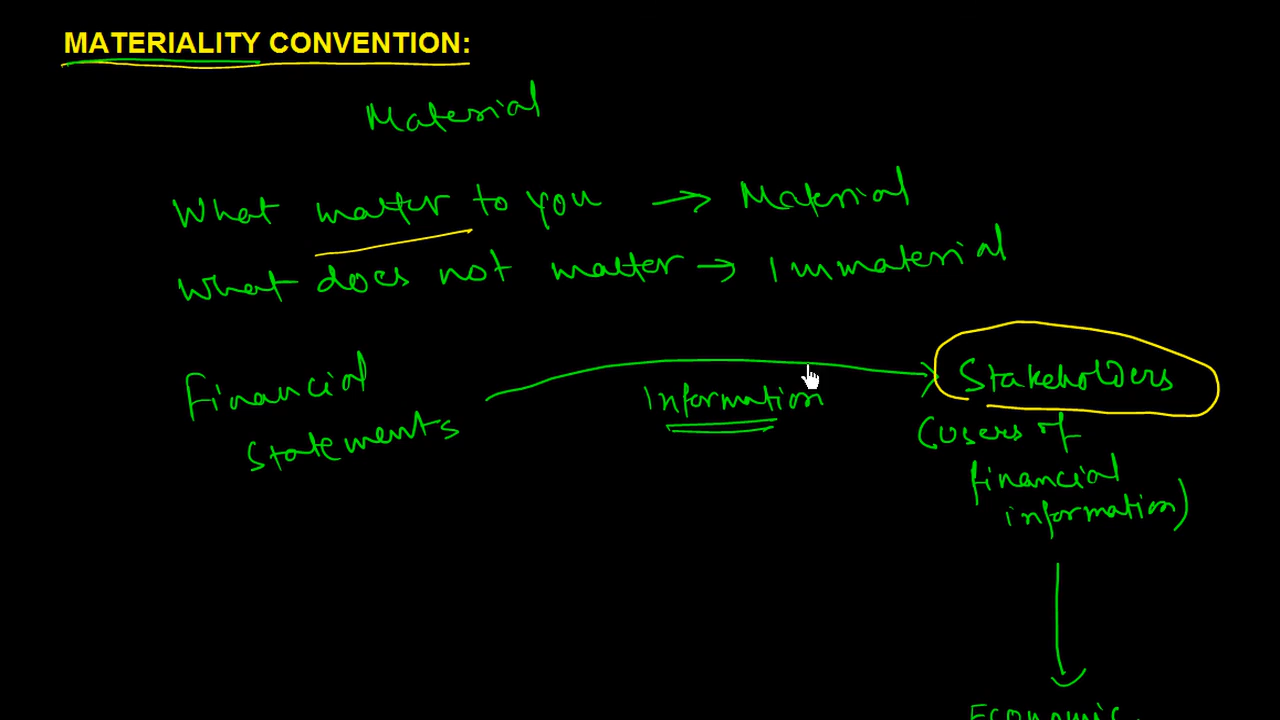 MATERIALITY CONVENTION:
Material
What matter to you → Material
What does not matter → Immaterial
Financial
statements
Information
Stakeholders
(users of
financial
information)
Economic